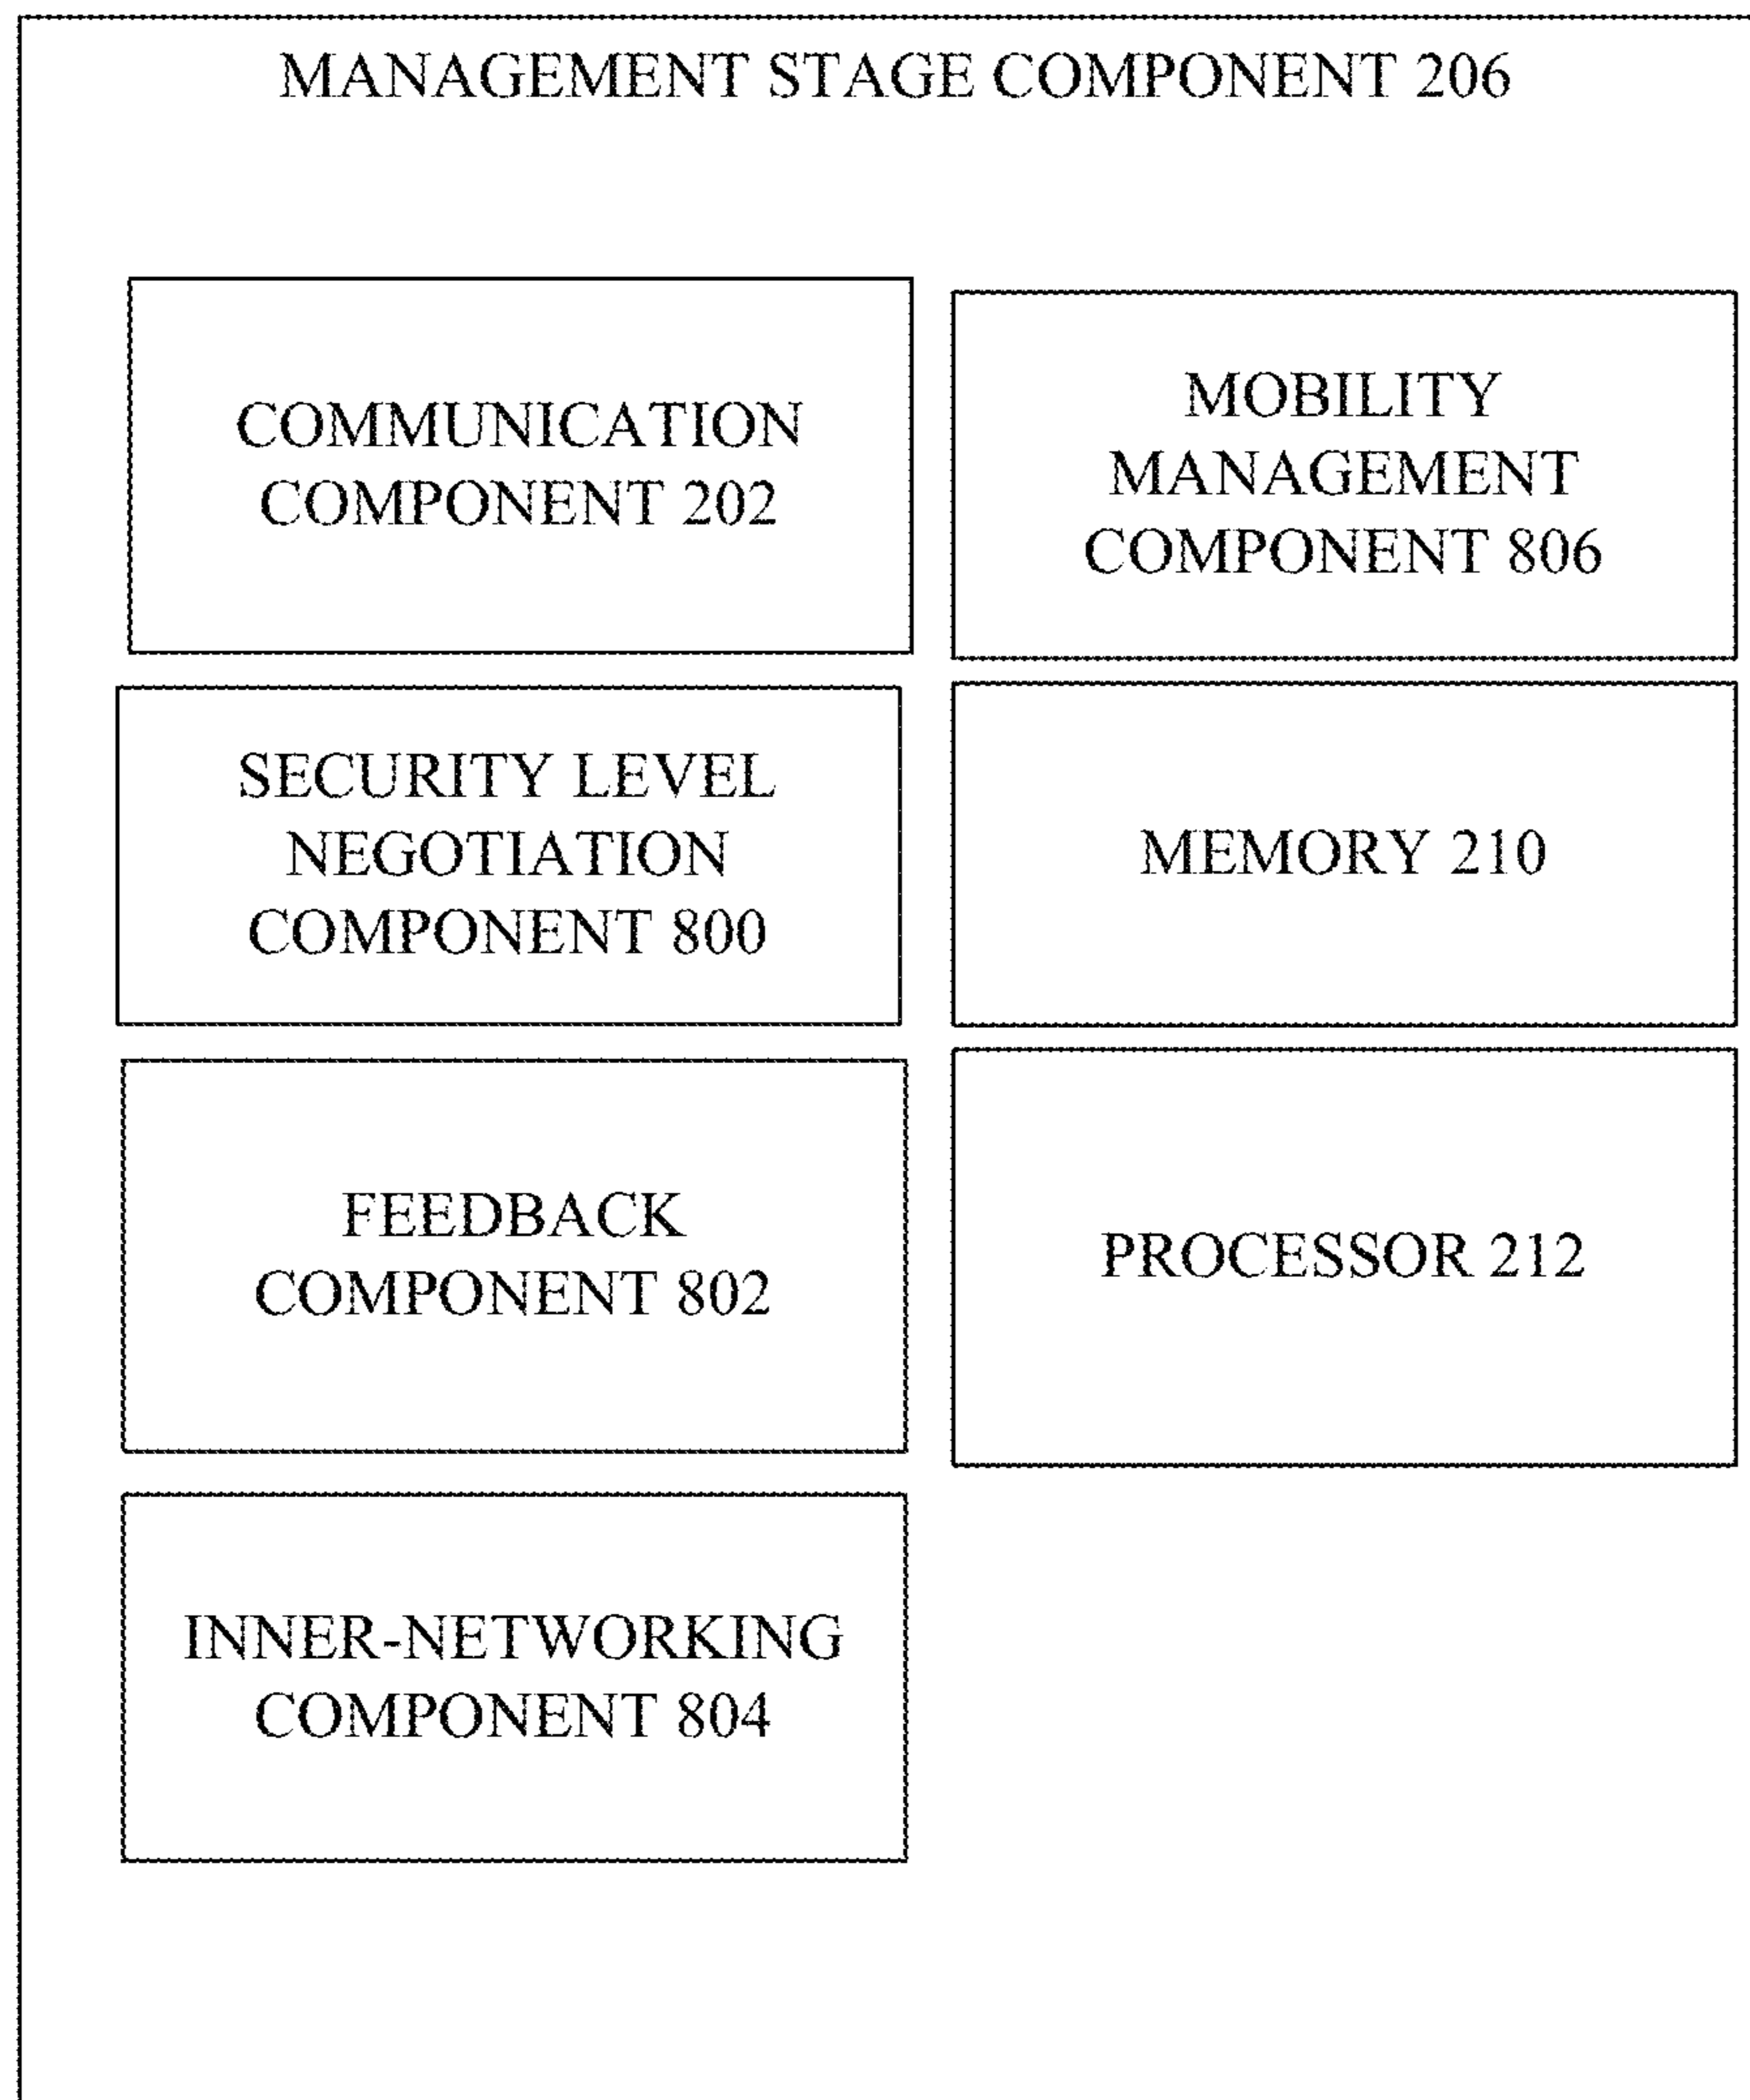 MANAGEMENT STAGE COMPONENT 206
COMMUNICATION
COMPONENT 202
MOBILITY
MANAGEMENT
COMPONENT 806
SECURITY LEVEL
NEGOTIATION
COMPONENT 800
MEMORY 210
FEEDBACK
COMPONENT 802
PROCESSOR 212
INNER-NETWORKING
COMPONENT 804